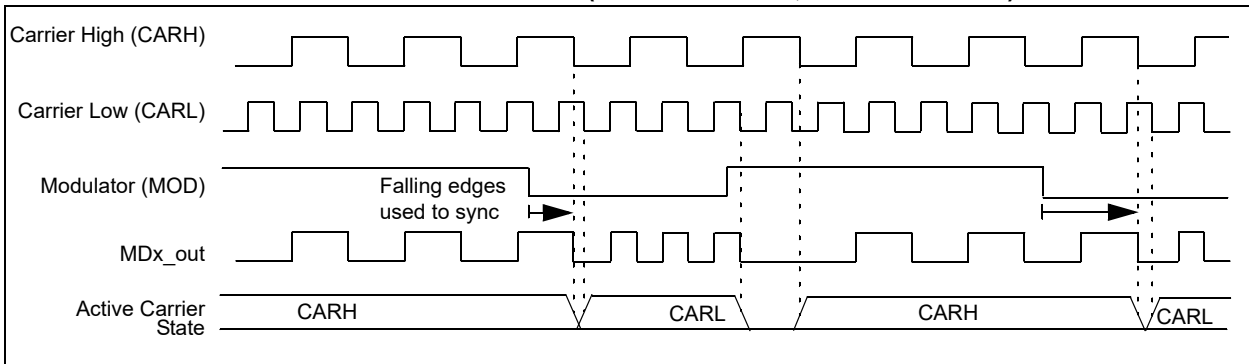 Carrier High (CARH)
Carrier Low (CARL)
Modulator (MOD)
Falling edges
used to sync
MDx_out
Active Carrier
State
CARH
CARL
CARH
CARL